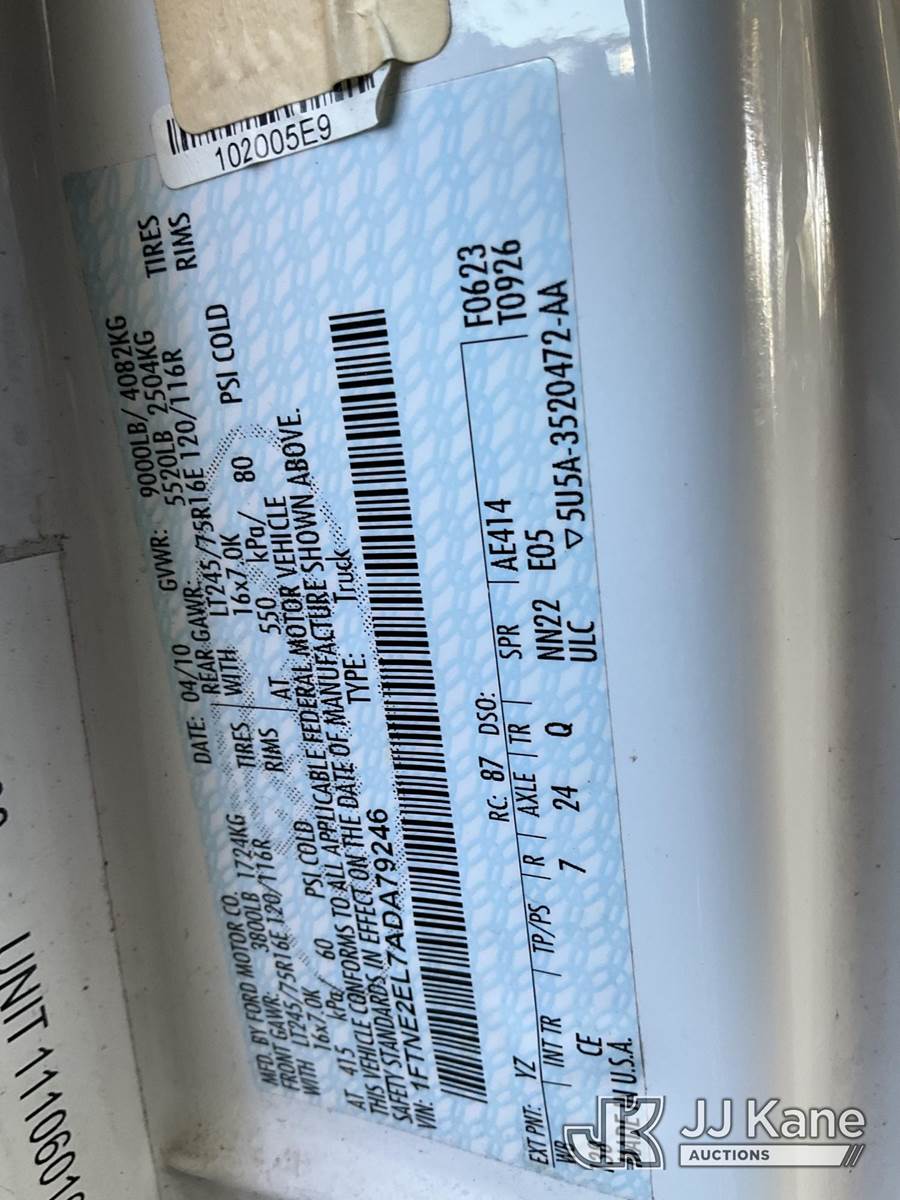 102005E9
MFD. BY FORD MOTOR CO.
DATE: 04/10 GVWR: 9000LB/ 4082KG
FRONT GAWR: 3800LB 1724KG REAR GAWR: 5520LB 2504KG
WITH LT245/75R16E 120/116R TIRES WITH LT245/75R16E 120/116R TIRES
16x7.0K RIMS 16x7.0K RIMS
AT 415 kPa/ 60 PSI COLD AT 550 kPa/ 80 PSI COLD
THIS VEHICLE CONFORMS TO ALL APPLICABLE FEDERAL MOTOR VEHICLE
SAFETY STANDARDS IN EFFECT ON THE DATE OF MANUFACTURE SHOWN ABOVE.
VIN: 1FTNE2EL7ADA79246 TYPE: Truck
F0623
T0926
EXT PNT: YZ RC: 87 DSO:
WB INT TR TP/PS R AXLE TR SPR AE414
CE 7 24 Q NN22 E05
U.S.A. ULC ▽5U5A-3520472-AA
UNIT 1110601
JJ Kane
AUCTIONS